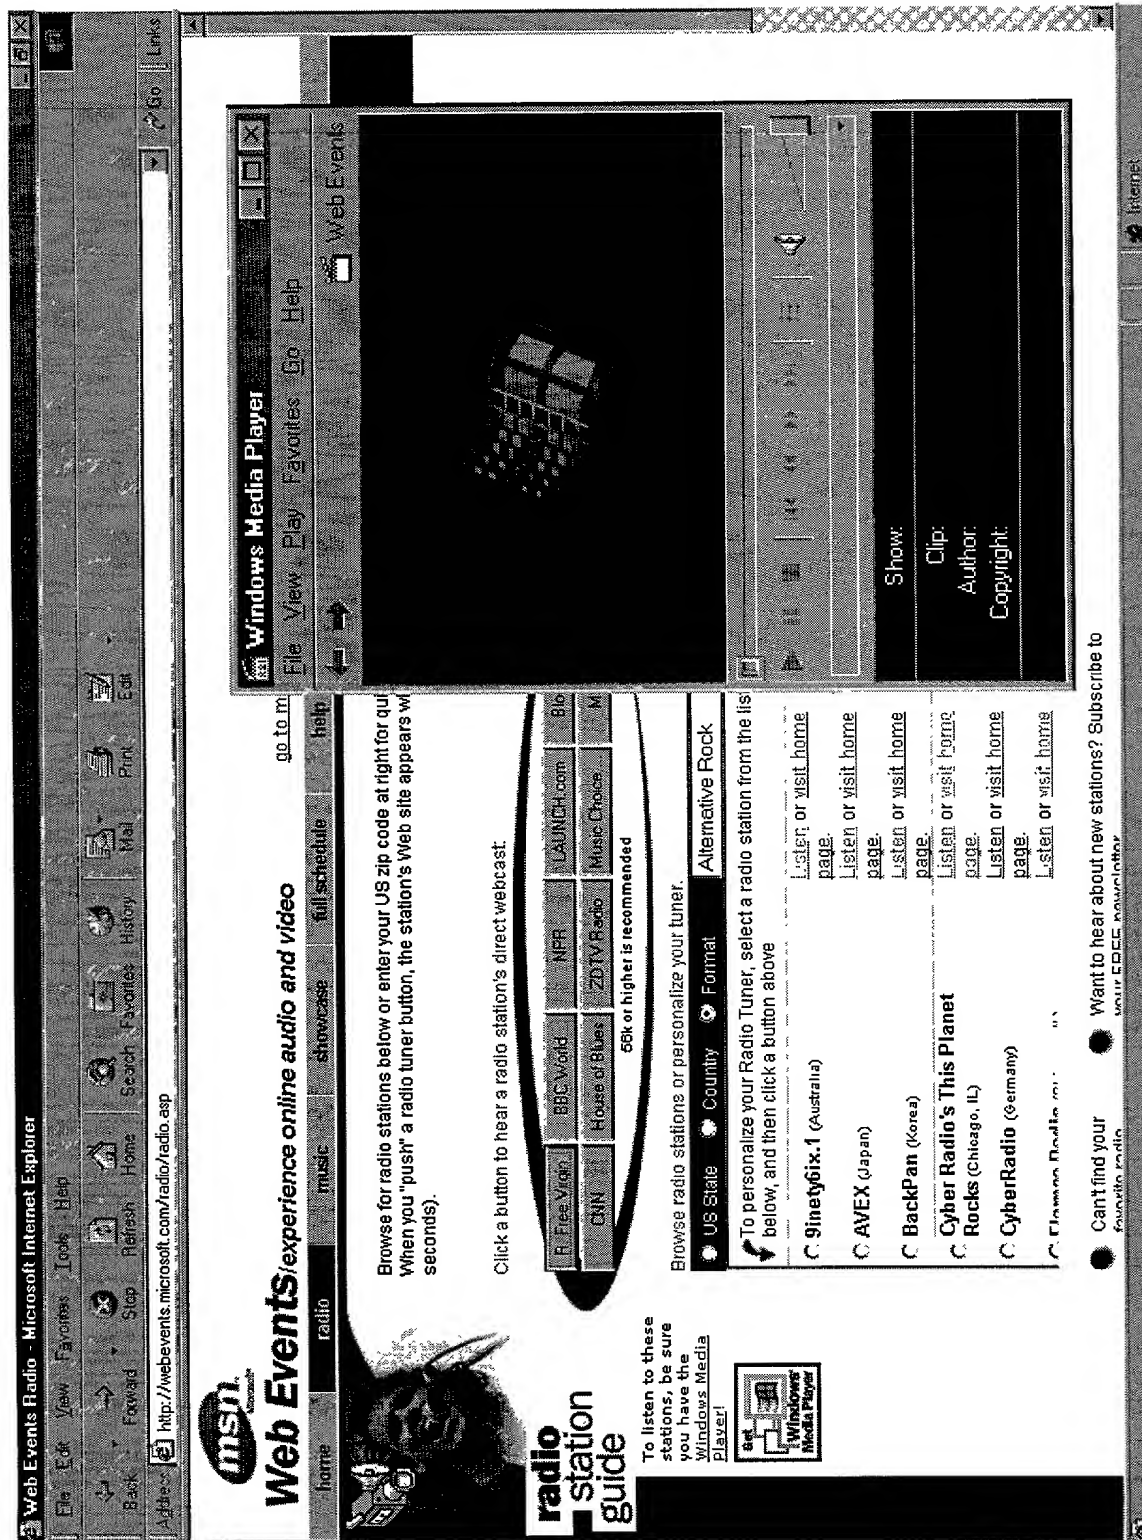 Web Events Radio - Microsoft Internet Explorer
File Edit View Favorites Tools Help
Back Forward Stop Refresh Home Search Favorites History Mail Print Edit
Address http://webevents.microsoft.com/radio/radio.asp Go Links
msn.
Microsoft
go to m
Web Events{experience online audio and video
home radio music showcase full schedule help
Browse for radio stations below or enter your US zip code at right for qui
When you "push" a radio tuner button, the station's Web site appears w
seconds).
radio
station
guide
Click a button to hear a radio station's direct webcast:
R. Free Virgin BBC World NPR LAUNCH.com Blo
CNN House of Blues ZDTV Radio Music Choice M
56k or higher is recommended
To listen to these
stations, be sure
you have the
Windows Media
Player!
Get
Windows
Media Player
Browse radio stations or personalize your tuner.
US State Country Format Alternative Rock
To personalize your Radio Tuner, select a radio station from the lis
below, and then click a button above
9inety6ix.1 (Australia) Listen or visit home
page.
AVEX (Japan) Listen or visit home
page.
BackPan (Korea) Listen or visit home
page.
Cyber Radio's This Planet Listen or visit home
Rocks (Chicago, IL) page.
CyberRadio (Germany) Listen or visit home
page.
Listen or visit home
Can't find your
favorite radio
Want to hear about new stations? Subscribe to
your FREE newsletter
Windows Media Player
File View Play Favorites Go Help
Web Events
Show:
Clip:
Author:
Copyright:
Internet